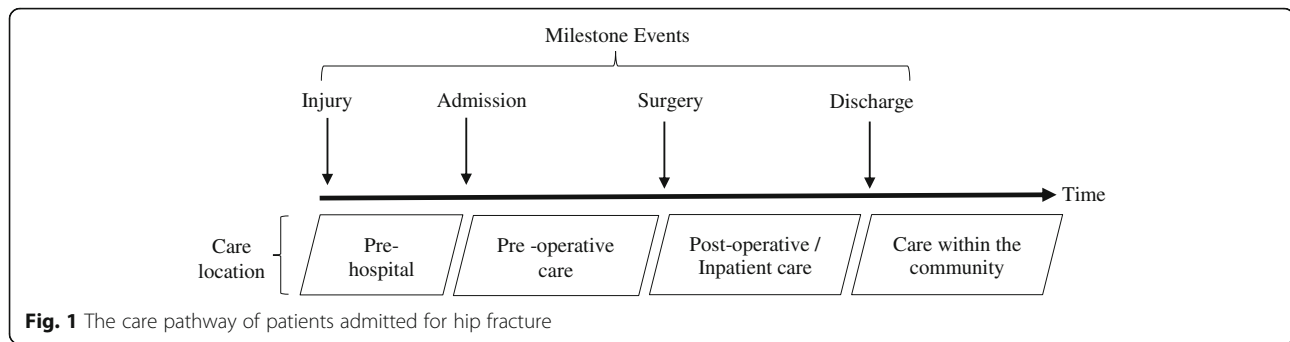 Milestone Events
Injury
Admission
Surgery
Discharge
Time
Care
location
Pre-
hospital
Pre -operative
care
Post-operative /
Inpatient care
Care within the
community
Fig. 1 The care pathway of patients admitted for hip fracture